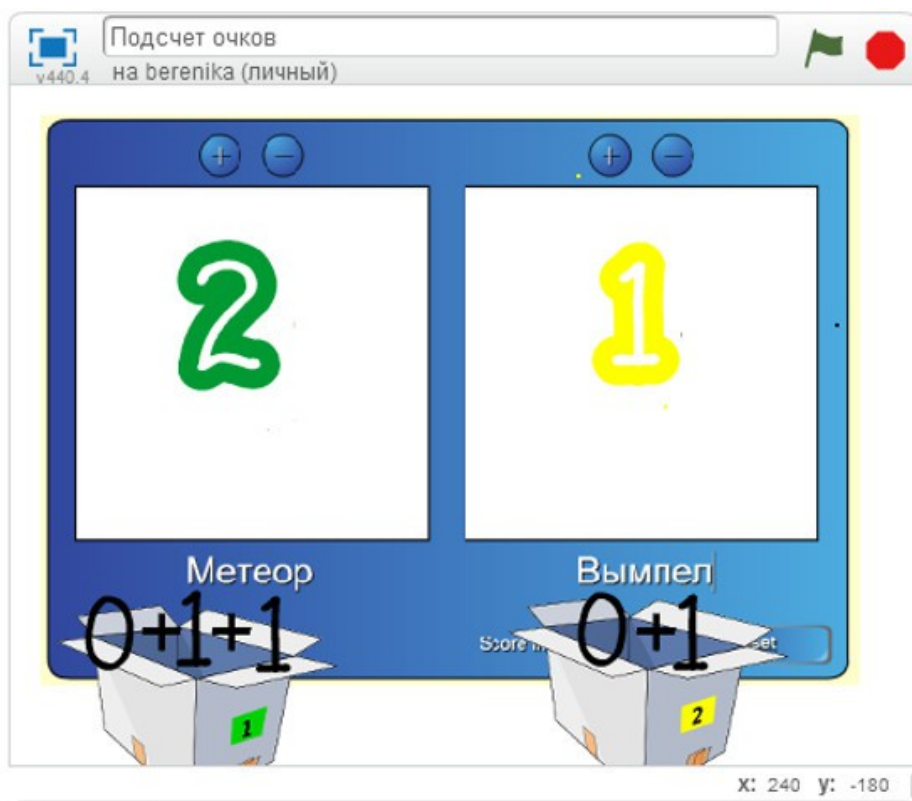 Подсчет очков
v440.4 на berenika (личный)
+ − + −
2 1
Метеор Вымпел
0+1+1 0+1
Score
1 2
x: 240 y: -180